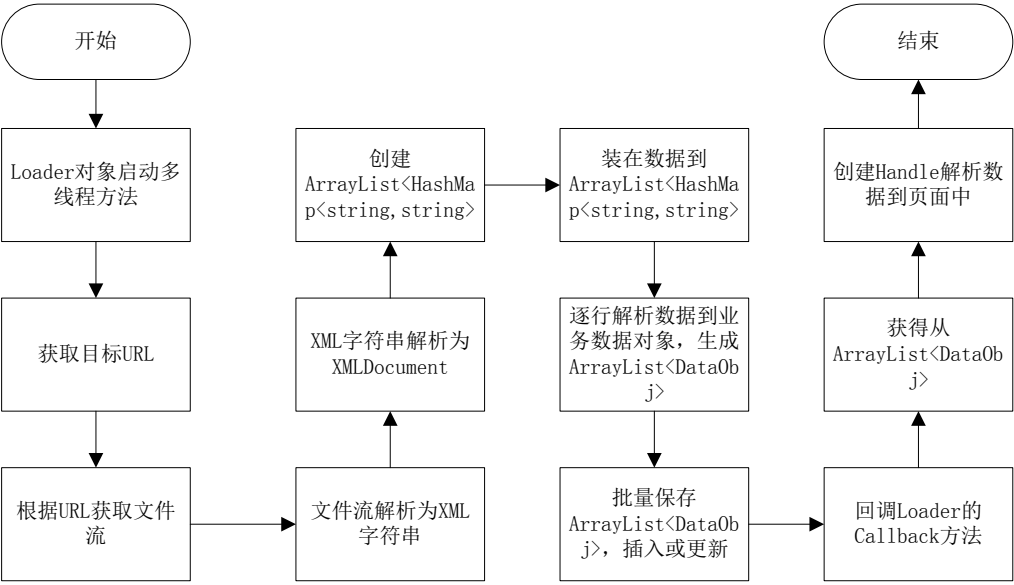 开始
Loader对象启动多
线程方法
获取目标URL
根据URL获取文件
流
文件流解析为XML
字符串
XML字符串解析为
XMLDocument
创建
ArrayList<HashMa
p<string,string>
装在数据到
ArrayList<HashMa
p<string,string>
逐行解析数据到业
务数据对象，生成
ArrayList<DataOb
j>
批量保存
ArrayList<DataOb
j>，插入或更新
回调Loader的
Callback方法
获得从
ArrayList<DataOb
j>
创建Handle解析数
据到页面中
结束